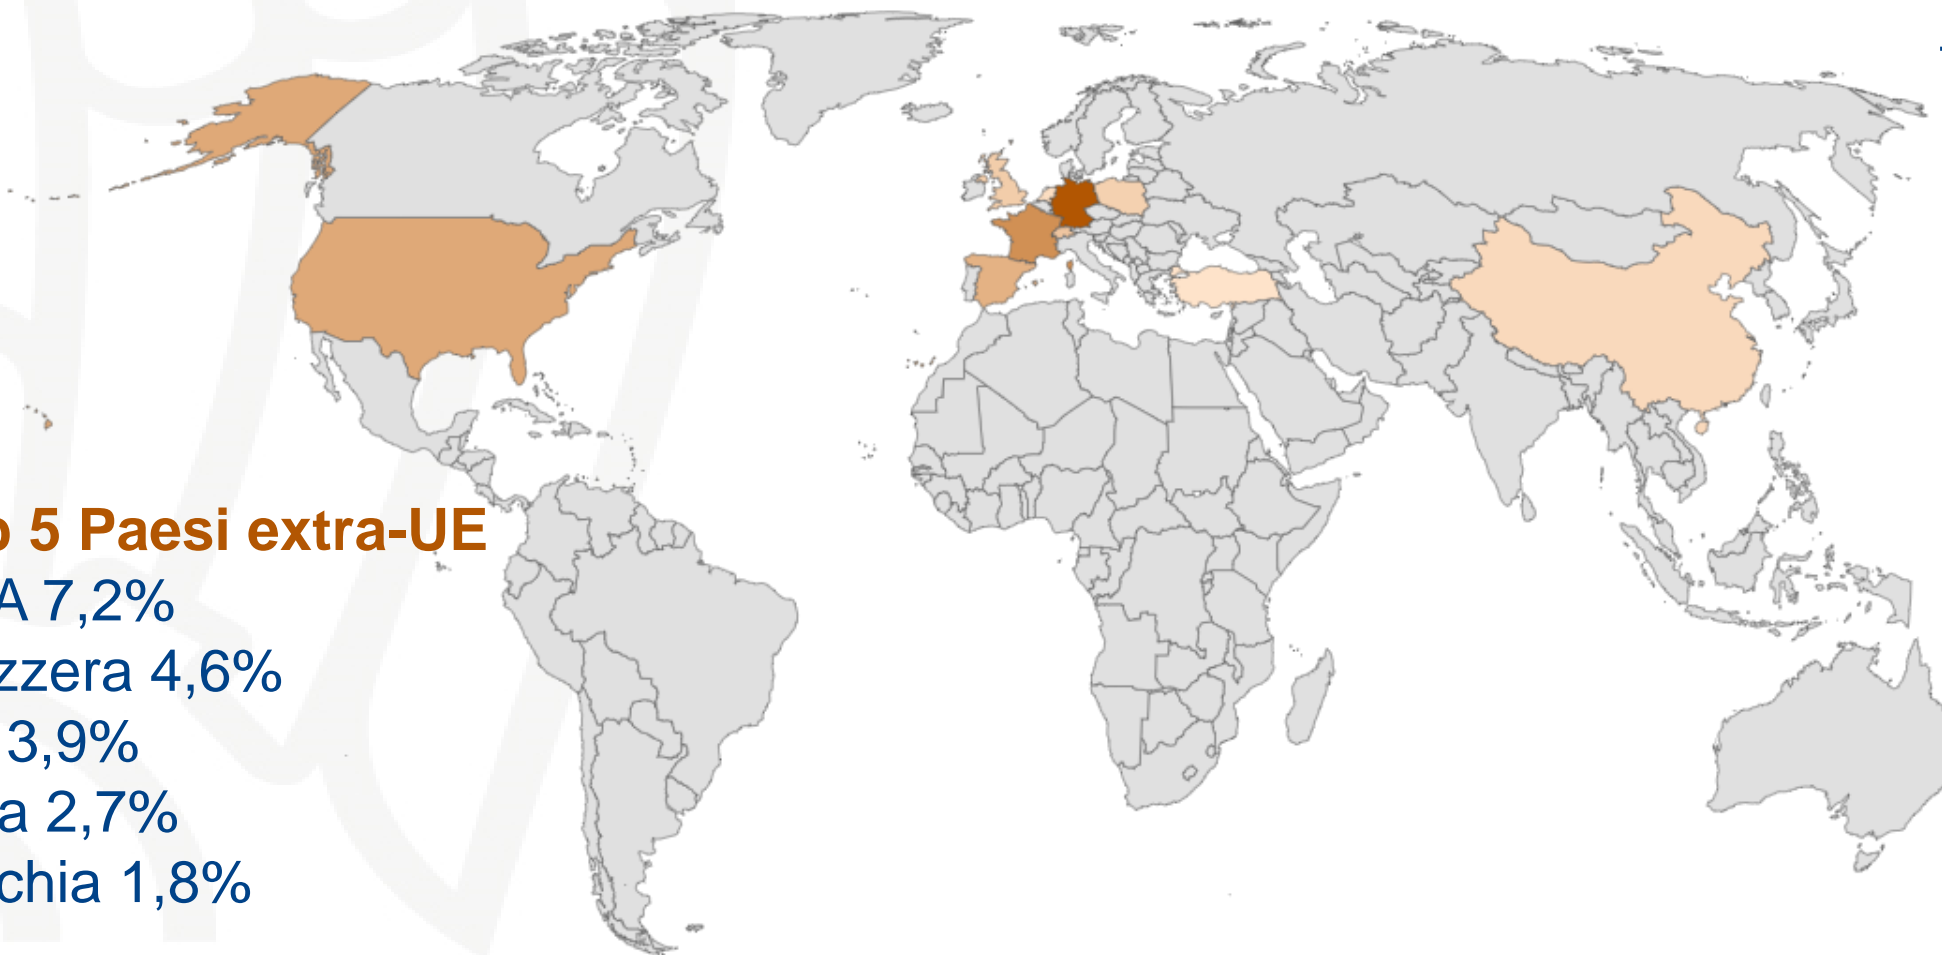 p 5 Paesi extra-UE
A 7,2%
zzera 4,6%
3,9%
a 2,7%
chia 1,8%